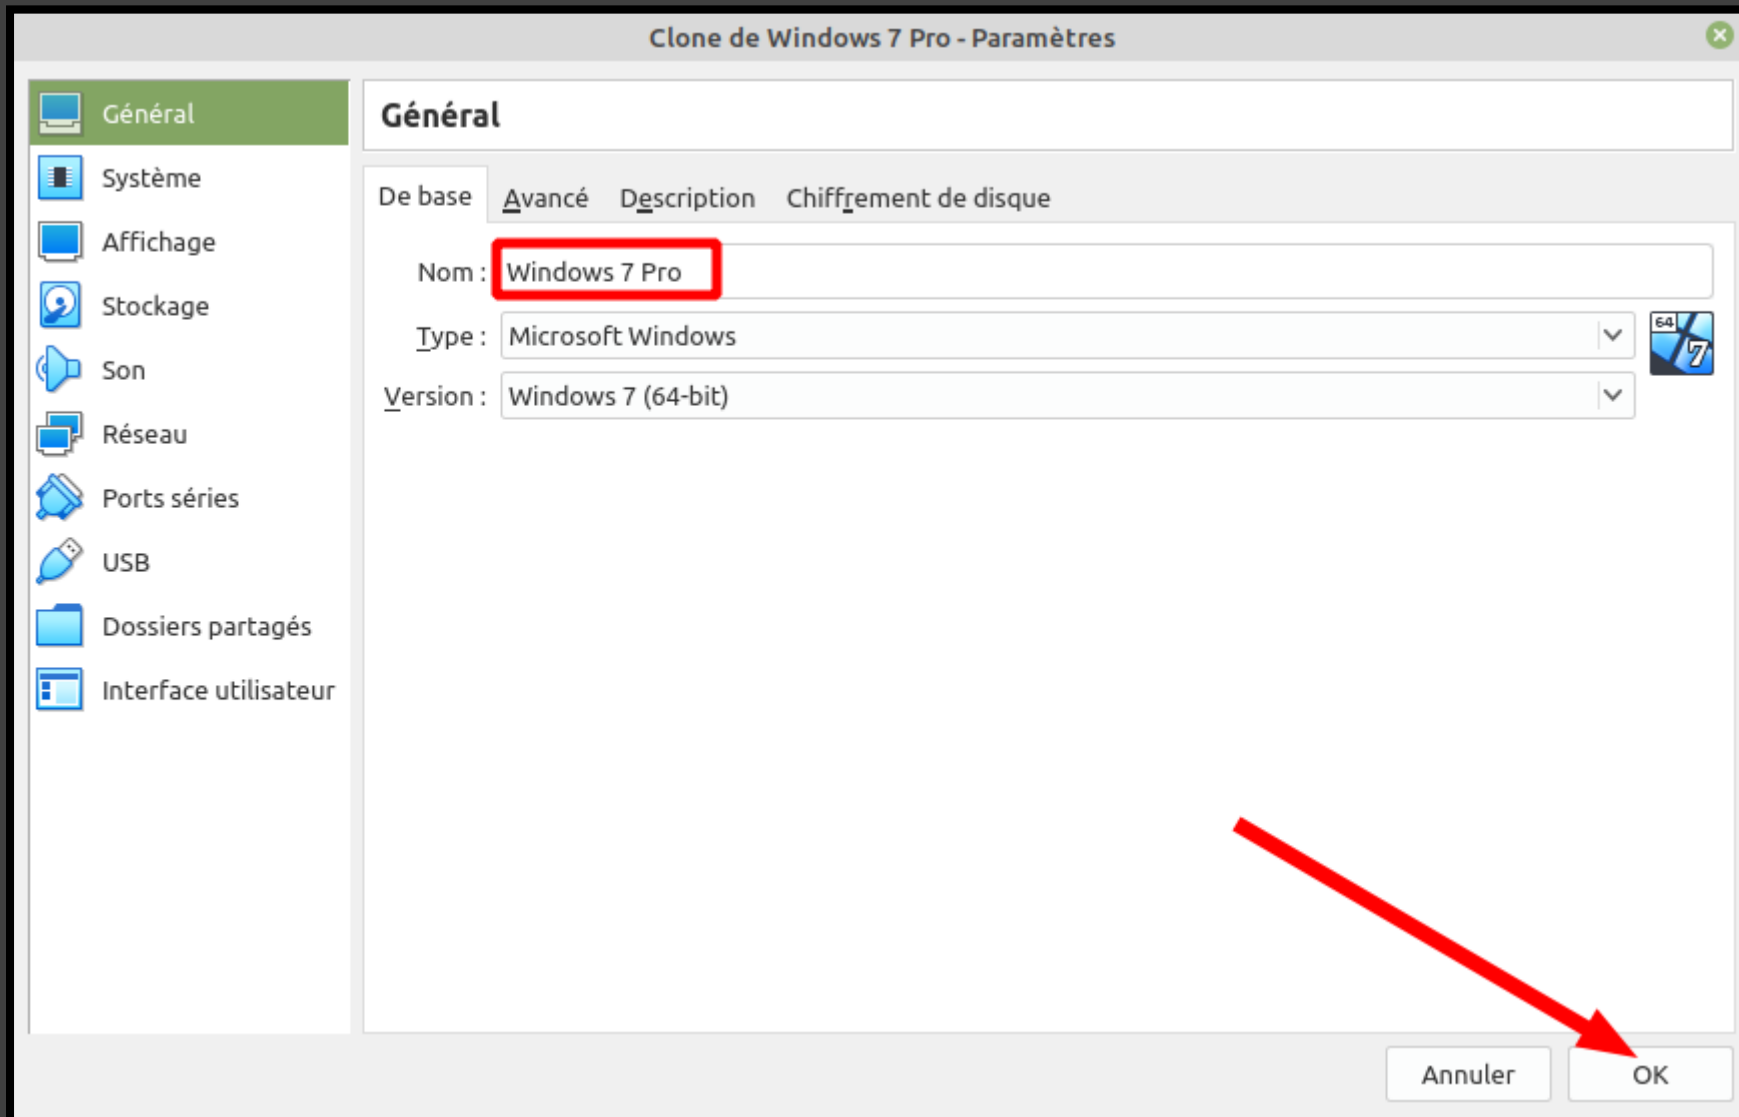 Clone de Windows 7 Pro - Paramètres
Général
Système
Affichage
Stockage
Son
Réseau
Ports séries
USB
Dossiers partagés
Interface utilisateur
Général
De base Avancé Description Chiffrement de disque
Nom : Windows 7 Pro
Type : Microsoft Windows
64
7
Version : Windows 7 (64-bit)
Annuler OK